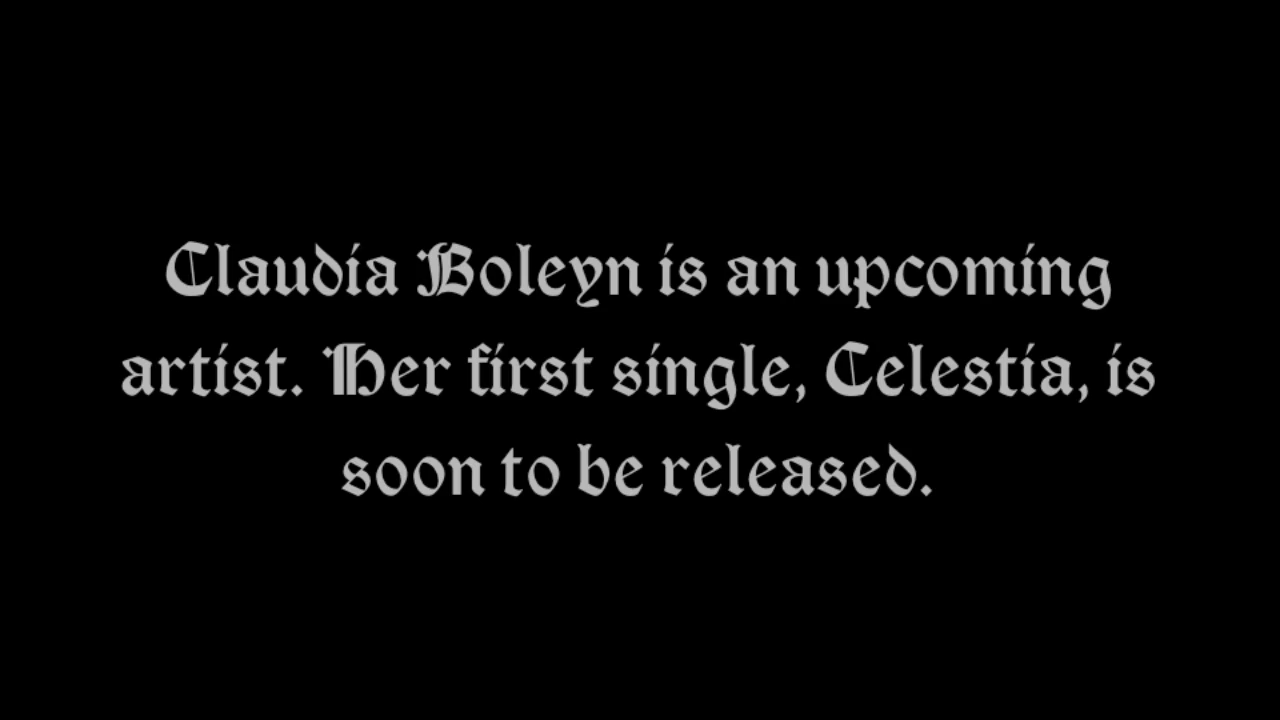 Claudia Boleyn is an upcoming
artist. Her first single, Celestia, is
soon to be released.